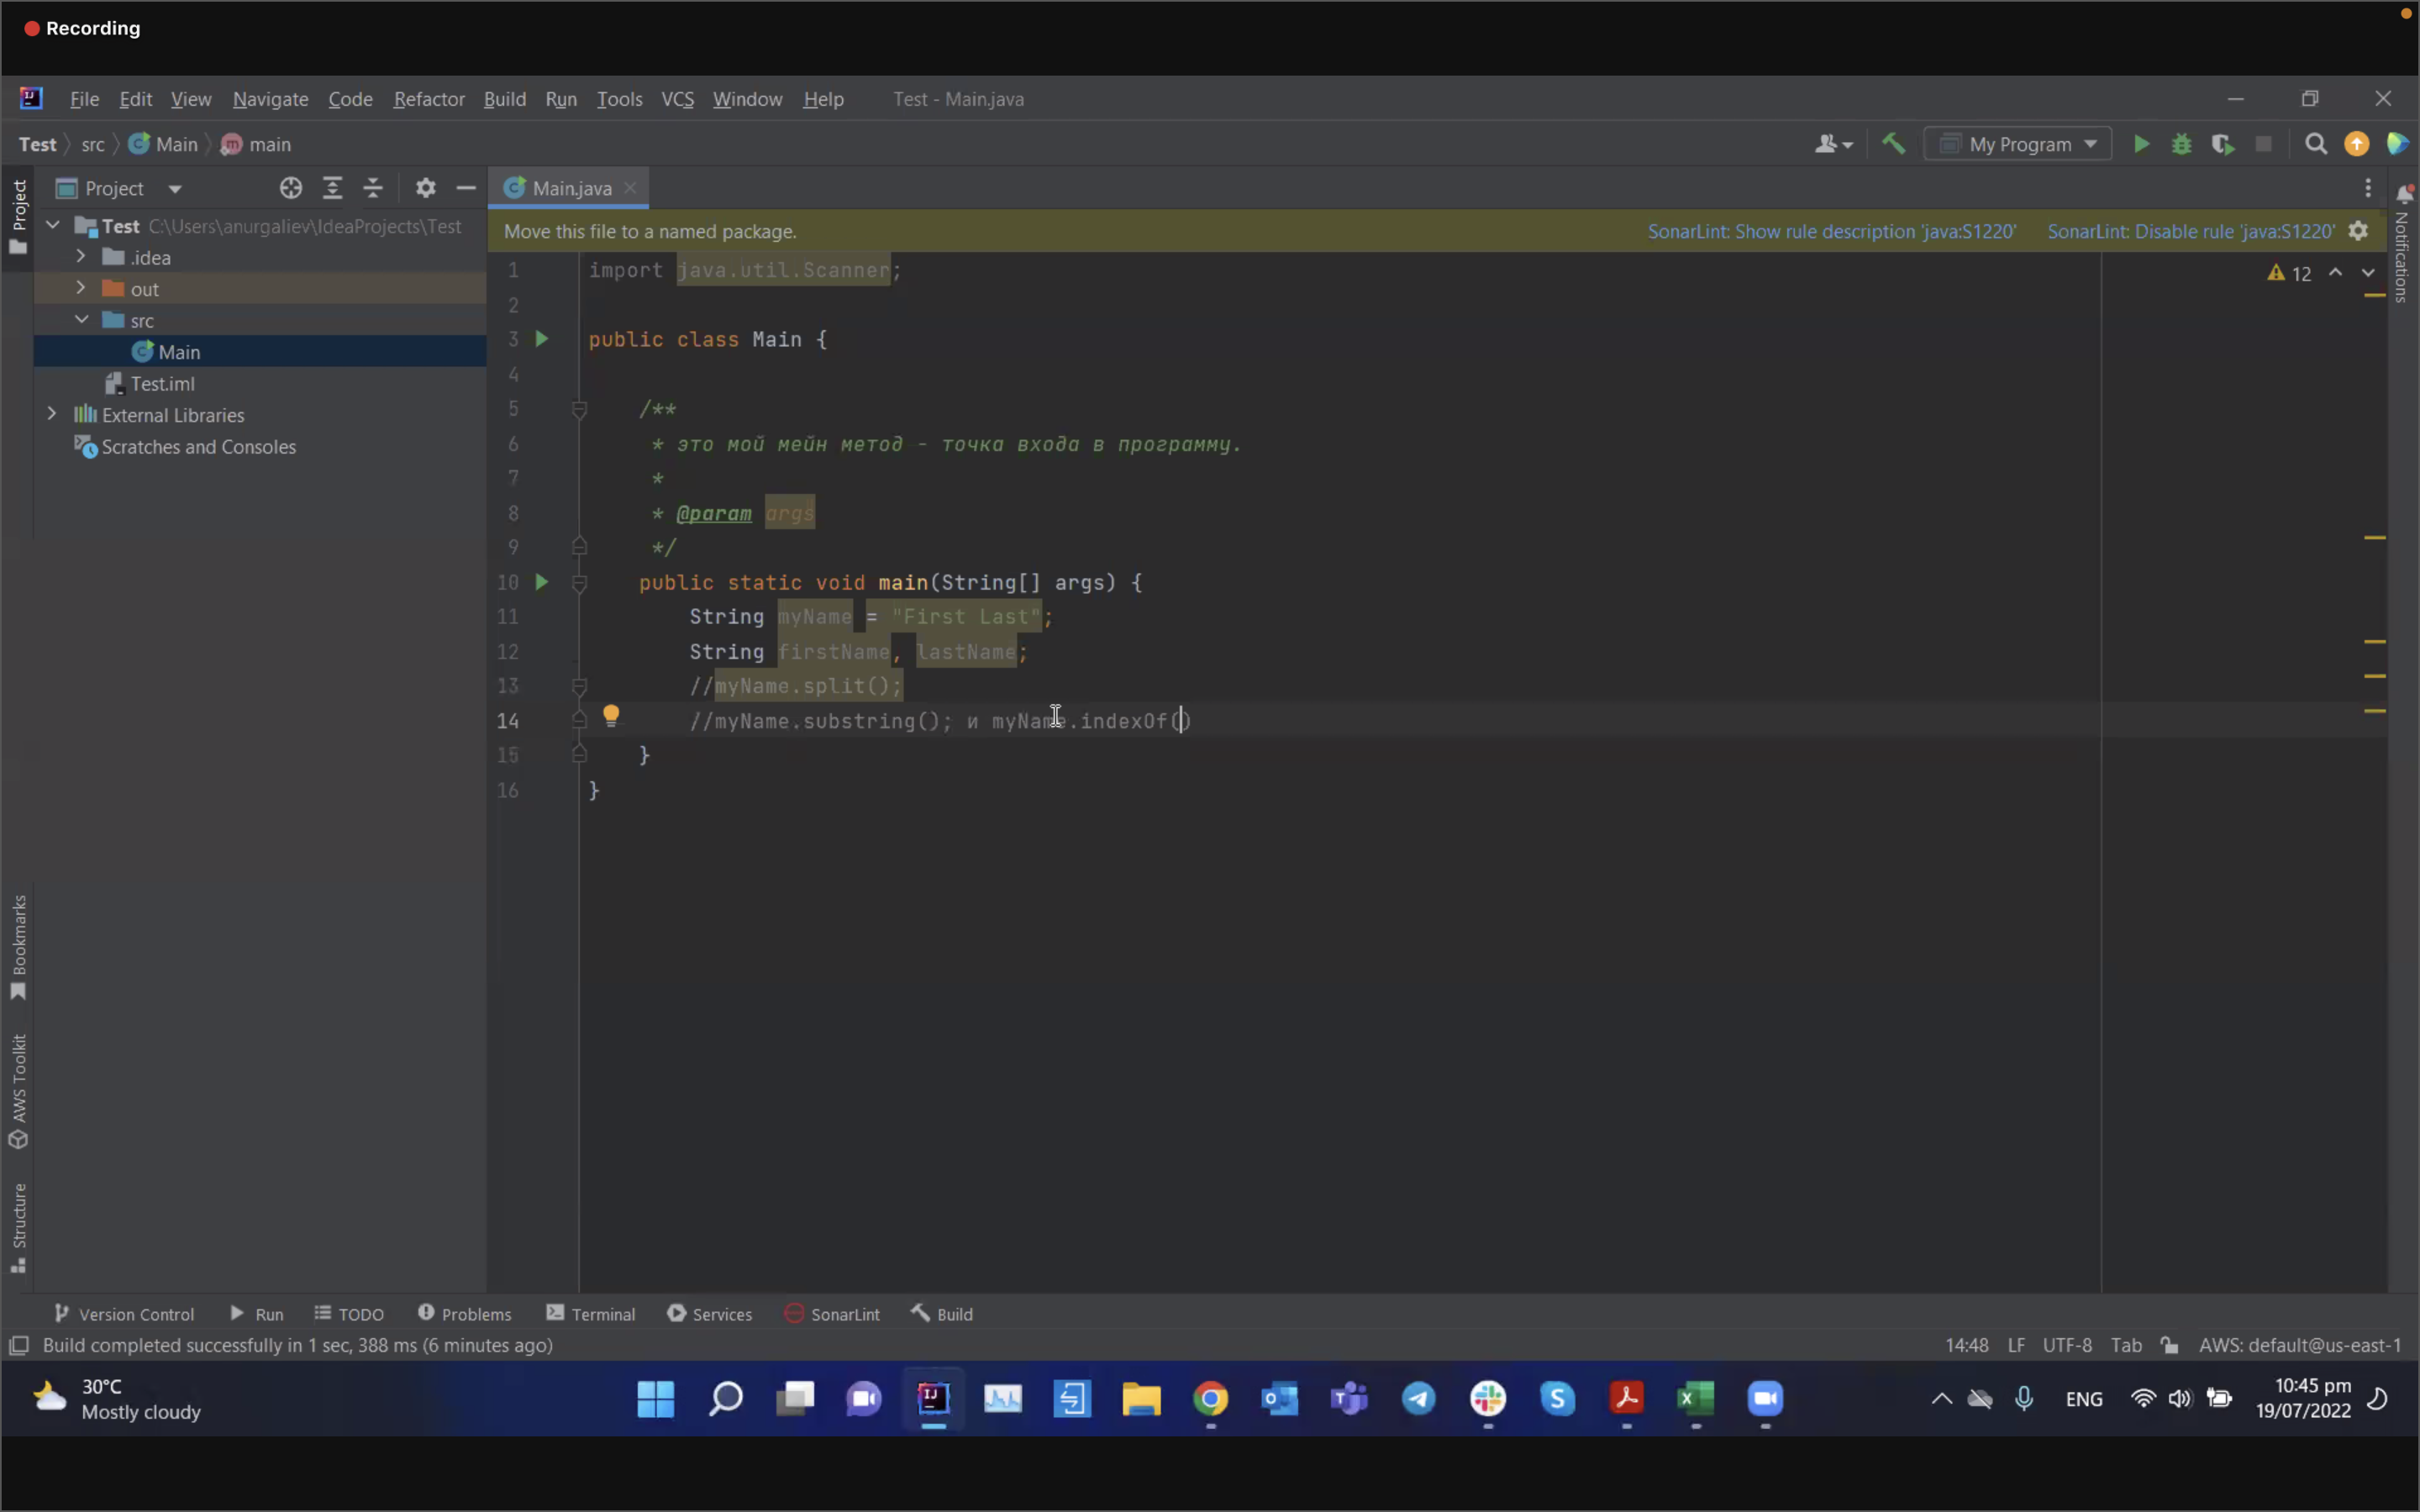 Recording
File Edit View Navigate Code Refactor Build Run Tools VCS Window Help Test - Main.java
Test src Main main My Program
Project Main.java
Project
Test C:\Users\anurgaliev\IdeaProjects\Test
.idea
out
src
Main
Test.iml
External Libraries
Scratches and Consoles
Move this file to a named package. SonarLint: Show rule description 'java:S1220' SonarLint: Disable rule 'java:S1220'
12
Notifications
1 import java.util.Scanner;
2
3 public class Main {
4
5 /**
6 * это мой мейн метод - точка входа в программу.
7 *
8 * @param args
9 */
10 public static void main(String[] args) {
11 String myName = "First Last";
12 String firstName, lastName;
13 //myName.split();
14 //myName.substring(); и myName.indexOf()
15 }
16 }
Bookmarks
AWS Toolkit
Structure
Version Control Run TODO Problems Terminal Services SonarLint Build
Build completed successfully in 1 sec, 388 ms (6 minutes ago) 14:48 LF UTF-8 Tab AWS: default@us-east-1
30°C
Mostly cloudy
ENG
10:45 pm
19/07/2022